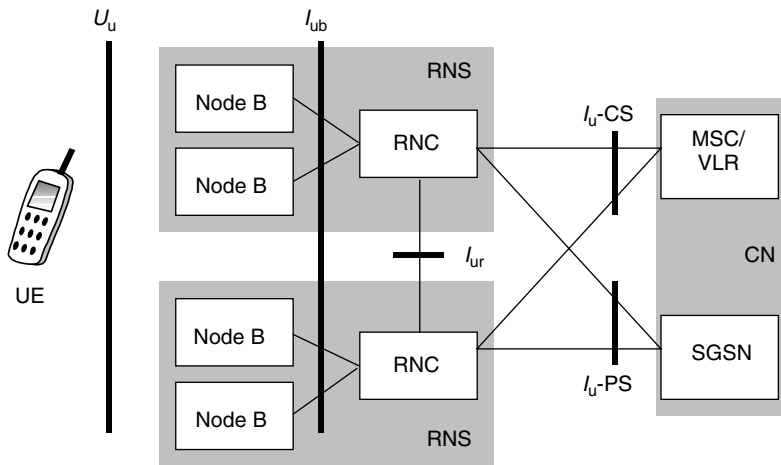 Uu
Iub
RNS
Node B
Node B
RNC
Iu-CS
MSC/
VLR
UE
Iur
CN
Node B
Node B
RNC
Iu-PS
SGSN
RNS